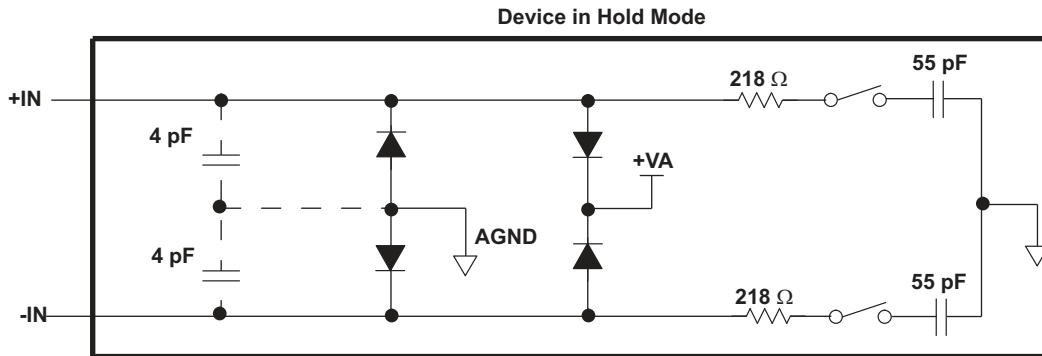 Device in Hold Mode
55 pF
218 Ω
+IN
4 pF
+VA
AGND
4 pF
55 pF
218 Ω
-IN